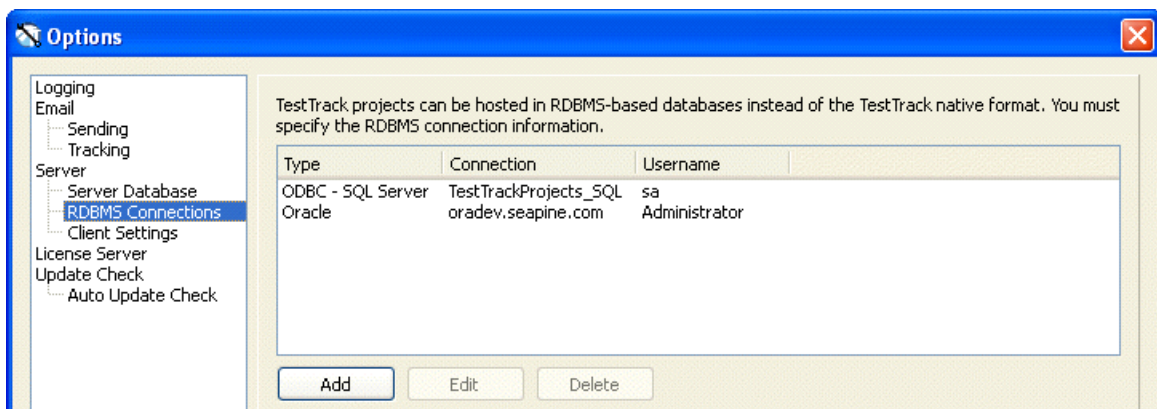 Options
Logging
Email
Sending
Tracking
Server
Server Database
RDBMS Connections
Client Settings
License Server
Update Check
Auto Update Check
TestTrack projects can be hosted in RDBMS-based databases instead of the TestTrack native format. You must
specify the RDBMS connection information.
Type Connection Username
ODBC - SQL Server TestTrackProjects_SQL sa
Oracle oradev.seapine.com Administrator
Add Edit Delete